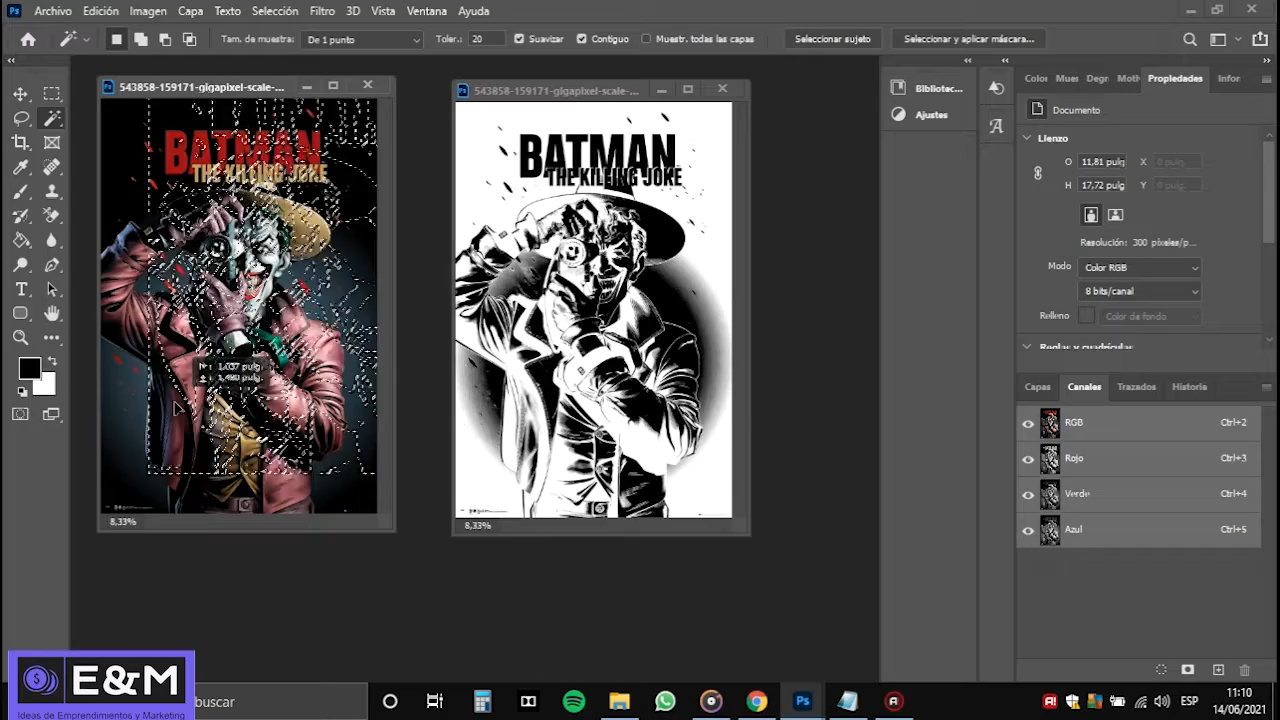 Ps Archivo Edición Imagen Capa Texto Selección Filtro 3D Vista Ventana Ayuda
Tam. de muestra: De 1 punto Toler.: 20 Suavizar Contiguo Muestr. todas las capas Seleccionar sujeto Seleccionar y aplicar máscara...
543858-159171-gigapixel-scale-...
543858-159171-gigapixel-scale-...
BATMAN
THE KILLING JOKE
BATMAN
THE KILLING JOKE
8,33%
8,33%
Bibliotec...
Ajustes
Color Mues Degr Moti Propiedades Infor
Documento
Lienzo
O 11,81 pulg X 0 pulg.
H 17,72 pulg Y 0 pulg.
Resolución: 300 píxeles/p...
Modo Color RGB
8 bits/canal
Relleno Color de fondo
Reglas y cuadrículas
Capas Canales Trazados Historia
RGB Ctrl+2
Rojo Ctrl+3
Verde Ctrl+4
Azul Ctrl+5
E&M
Ideas de Emprendimientos y Marketing
buscar
Ps
ESP
11:10
14/06/2021